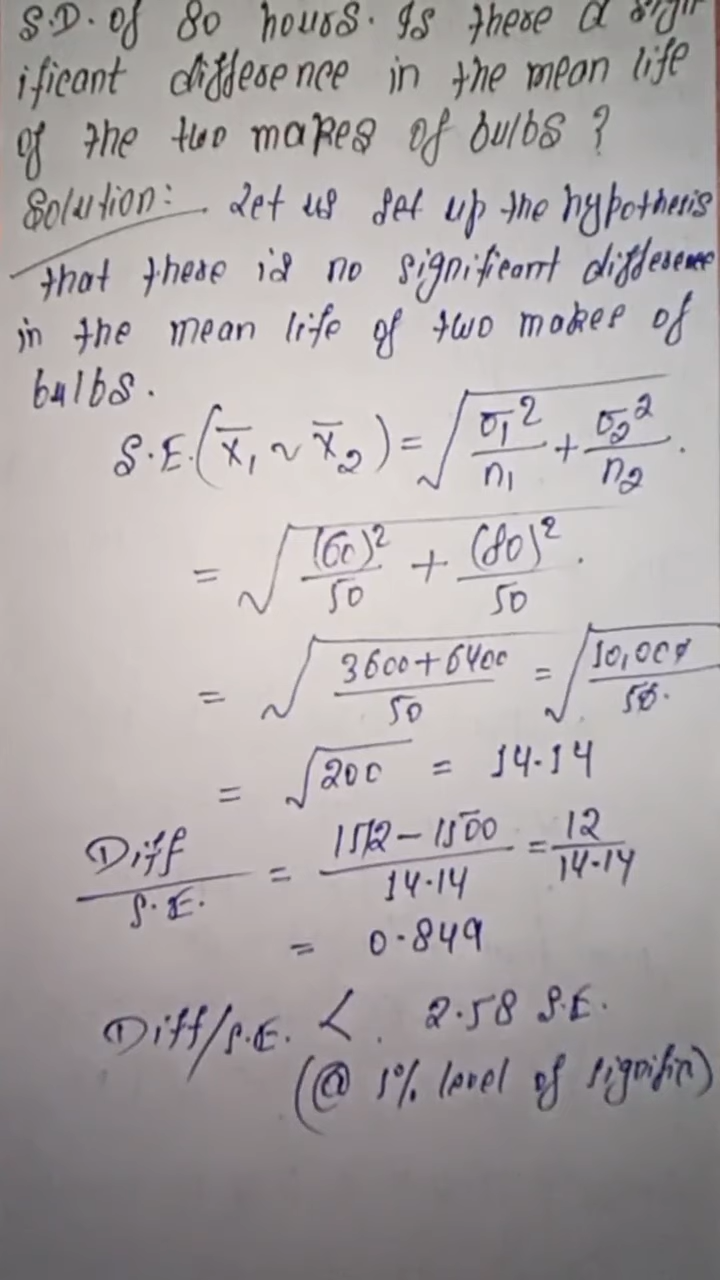 S.D. of 80 hours. Is there a sign
ificant difference in the mean life
of the two makes of bulbs ?
Solution: Let us set up the hypothesis
that there is no significant difference
in the mean life of two makes of
bulbs.
S.E.(x̄₁ ~ x̄₂) = √(σ₁²/n₁ + σ₂²/n₂).
= √((60)²/50 + (80)²/50).
= √((3600+6400)/50) = √(10,000/50).
= √200 = 14.14
Diff/S.E. = (1512 - 1500)/14.14 = 12/14.14
= 0.849
Diff/S.E. < 2.58 S.E.
(@ 1% level of signifin)